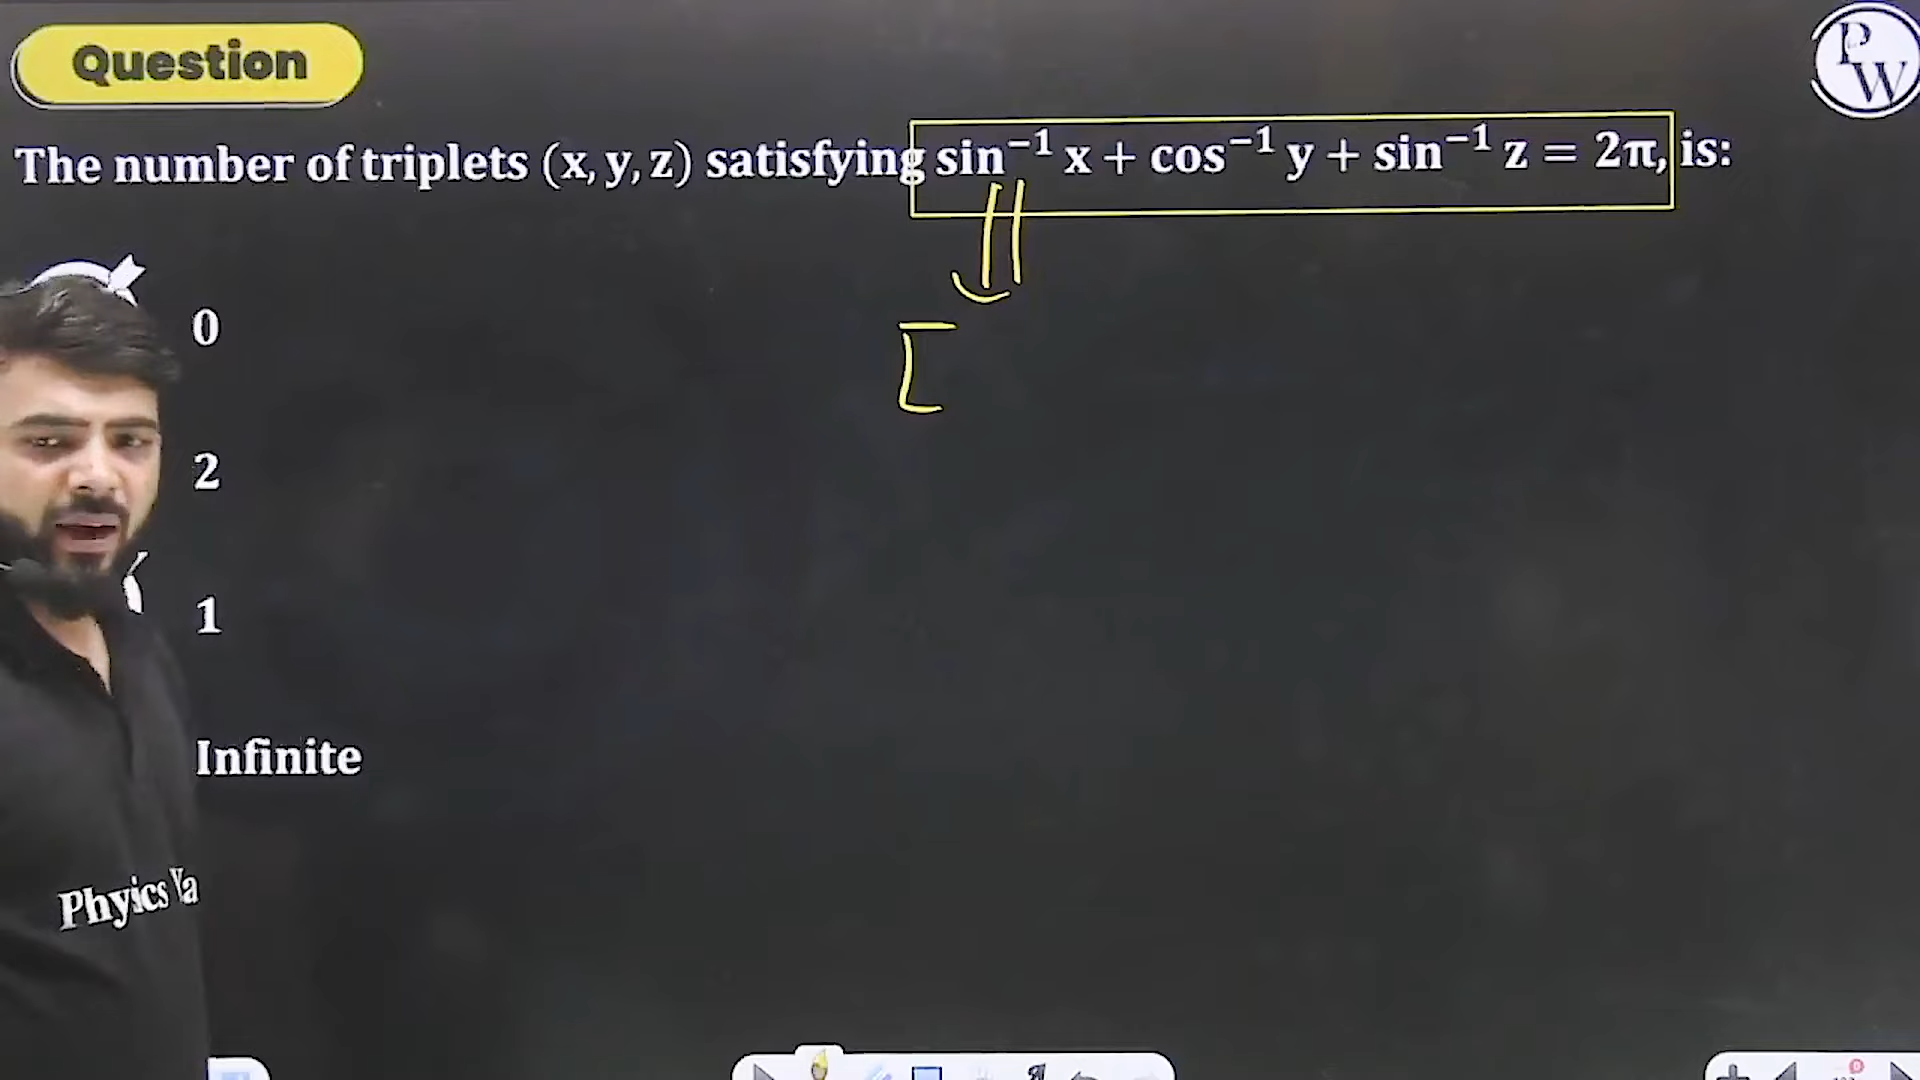 Question
PW
The number of triplets (x, y, z) satisfying sin⁻¹ x + cos⁻¹ y + sin⁻¹ z = 2π, is:
[
0
2
1
Infinite
Physics Wa